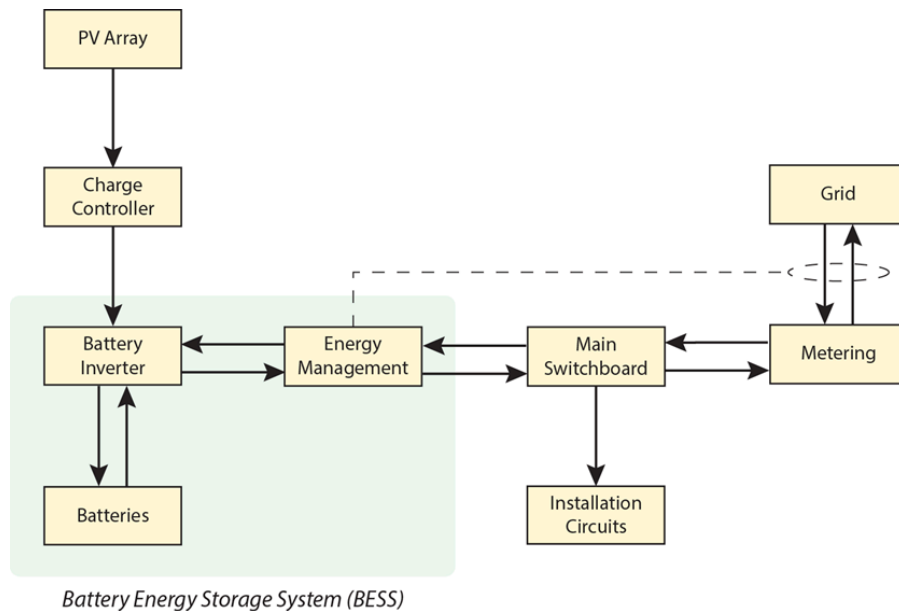 PV Array
Charge
Controller
Grid
Battery
Inverter
Energy
Management
Main
Switchboard
Metering
Batteries
Installation
Circuits
Battery Energy Storage System (BESS)